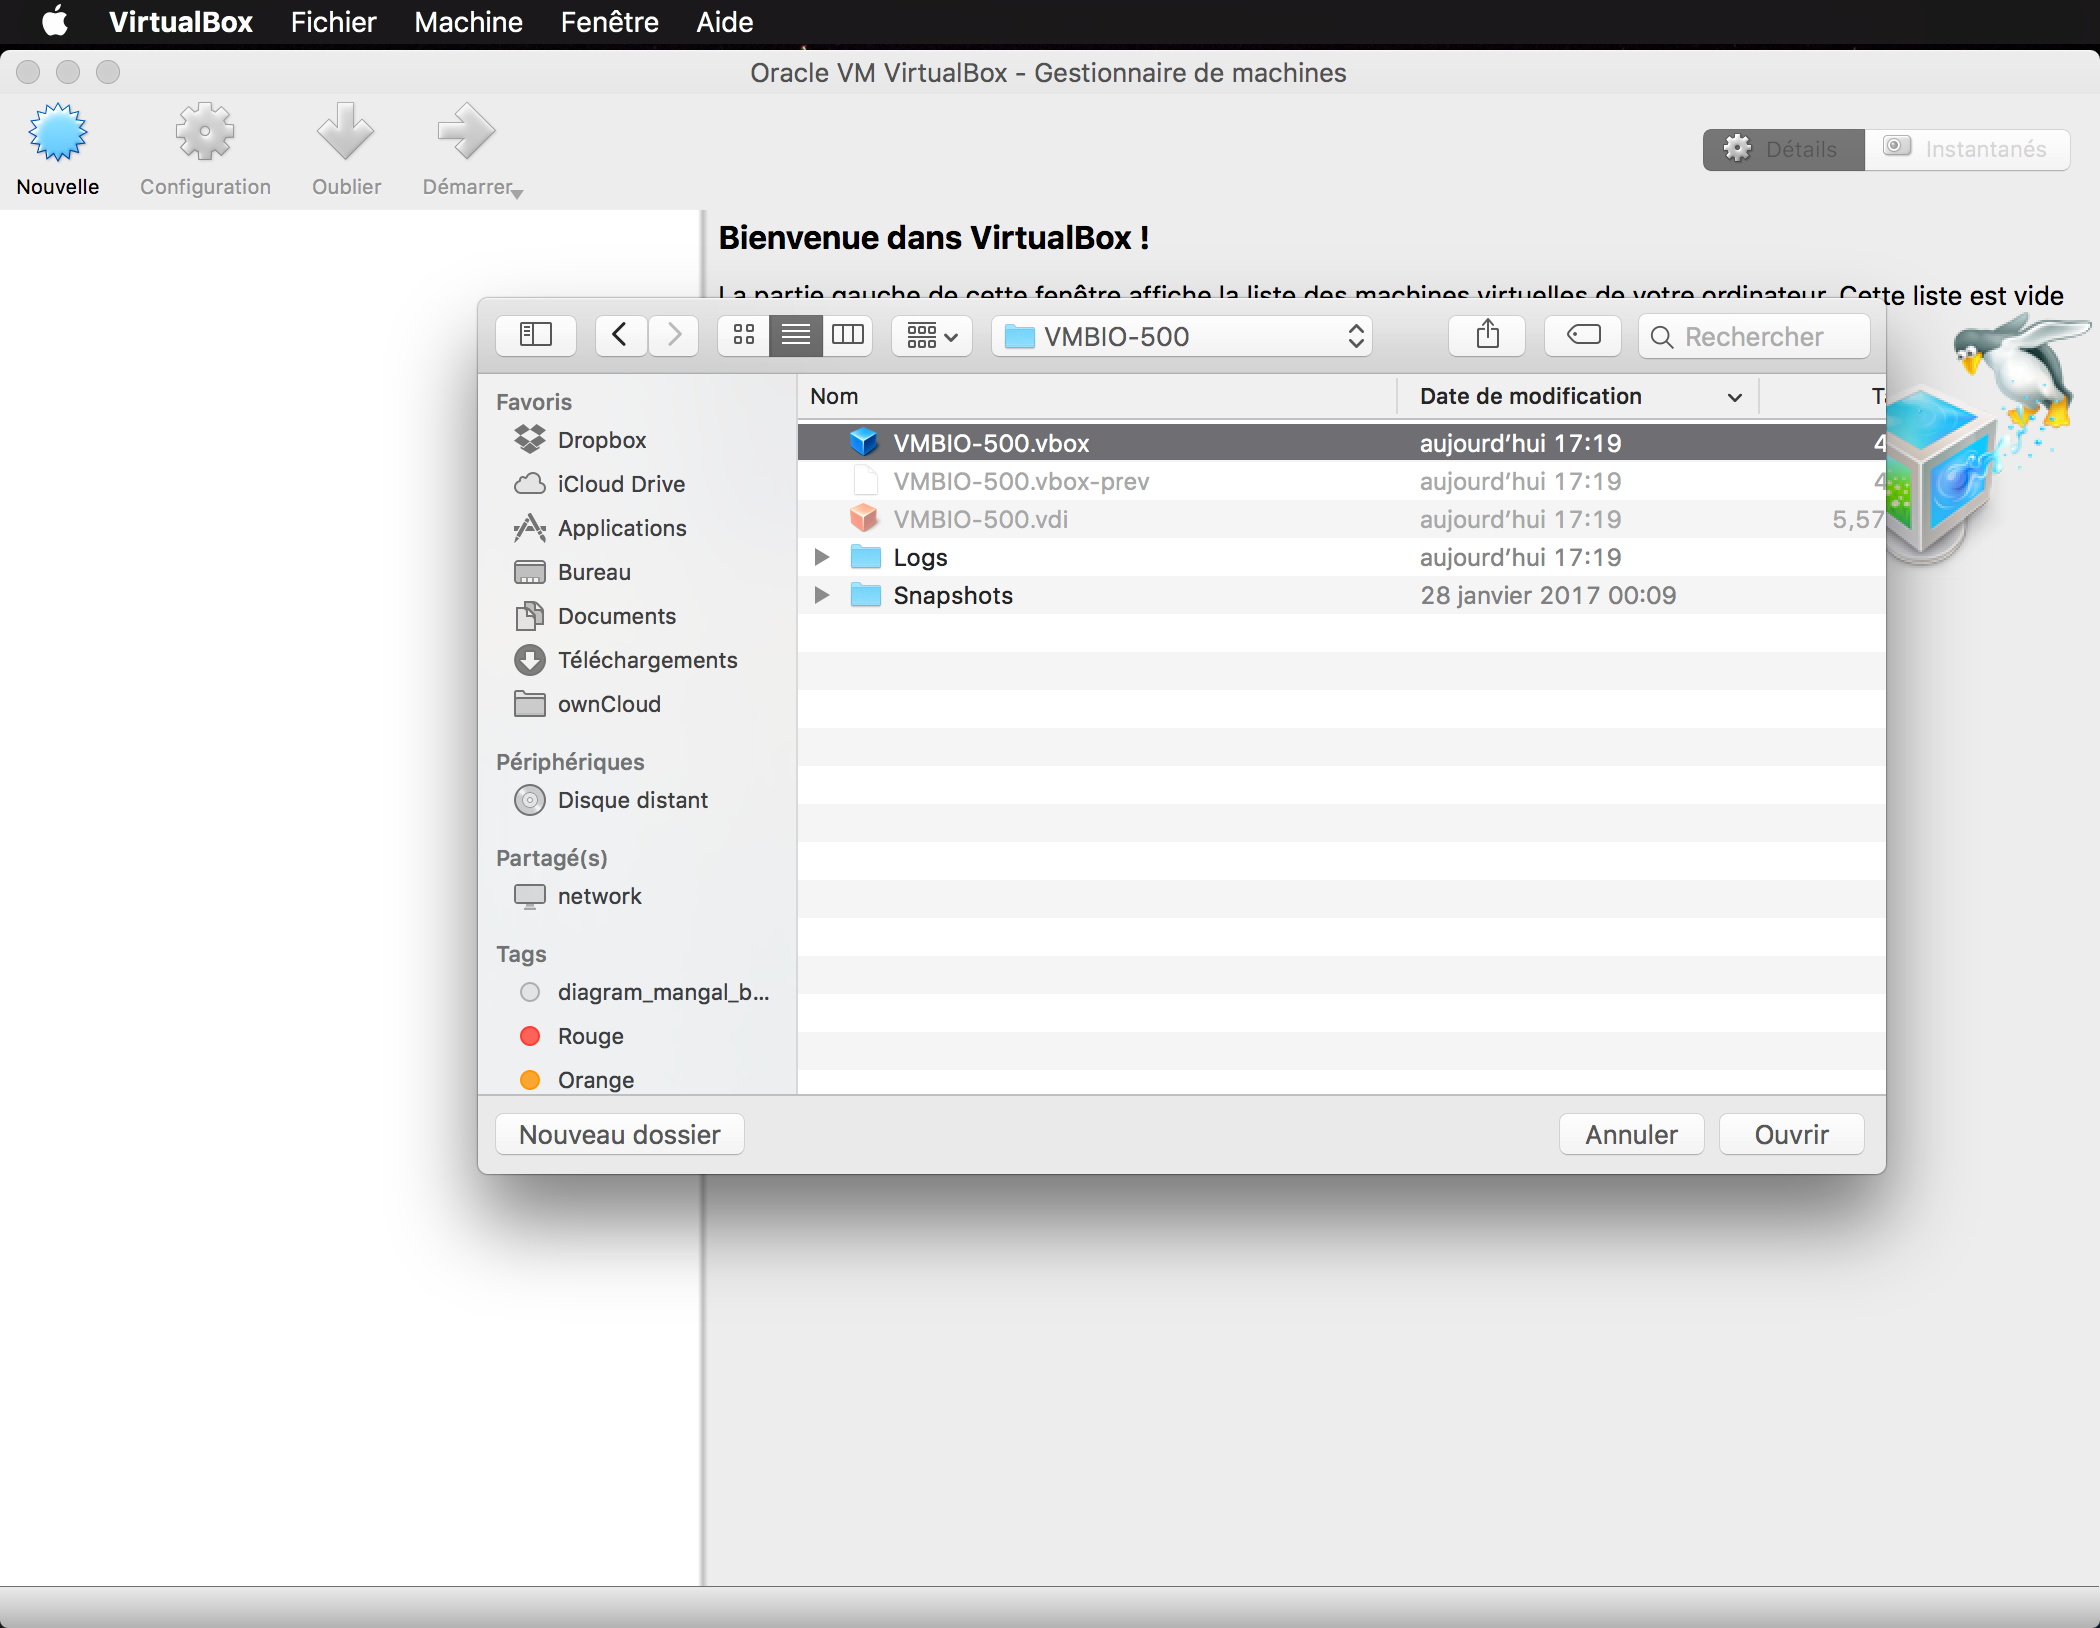 VirtualBox Fichier Machine Fenêtre Aide
Oracle VM VirtualBox - Gestionnaire de machines
Nouvelle Configuration Oublier Démarrer
Détails Instantanés
Bienvenue dans VirtualBox !
La partie gauche de cette fenêtre affiche la liste des machines virtuelles de votre ordinateur. Cette liste est vide
VMBIO-500
Rechercher
Favoris
Dropbox
iCloud Drive
Applications
Bureau
Documents
Téléchargements
ownCloud
Périphériques
Disque distant
Partagé(s)
network
Tags
diagram_mangal_b...
Rouge
Orange
Nom Date de modification
VMBIO-500.vbox aujourd’hui 17:19 4
VMBIO-500.vbox-prev aujourd’hui 17:19 4
VMBIO-500.vdi aujourd’hui 17:19 5,57
Logs aujourd’hui 17:19
Snapshots 28 janvier 2017 00:09
Nouveau dossier Annuler Ouvrir